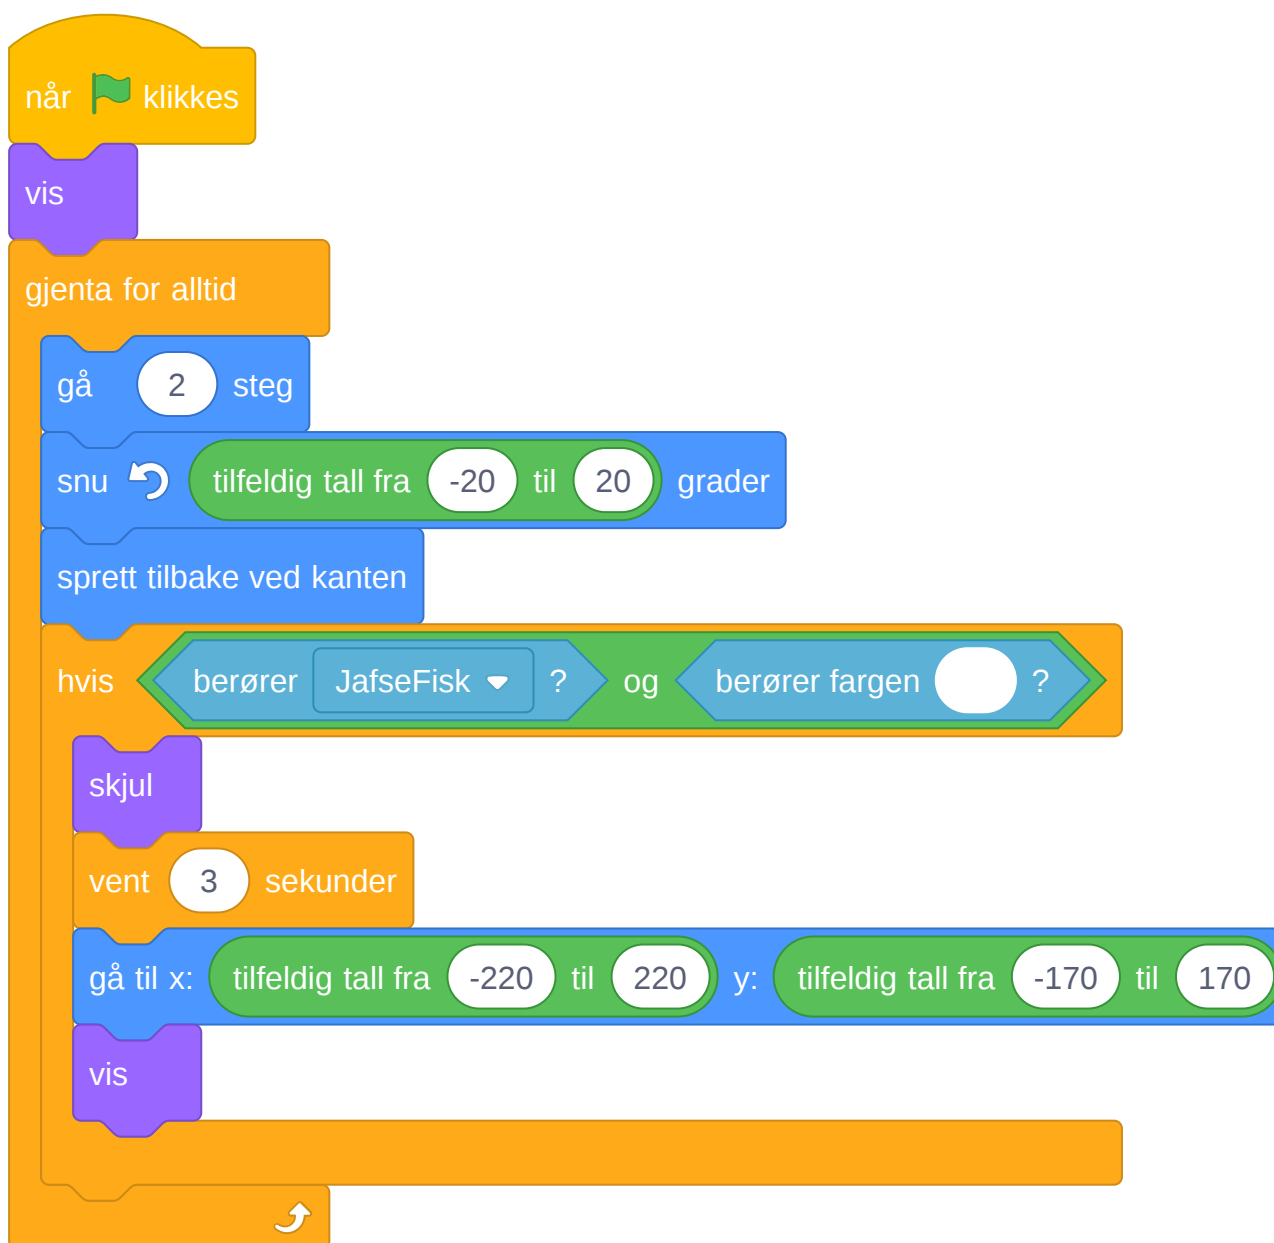 når klikkes
vis
gjenta for alltid
gå 2 steg
snu tilfeldig tall fra -20 til 20 grader
sprett tilbake ved kanten
hvis berører JafseFisk ? og berører fargen ?
skjul
vent 3 sekunder
gå til x: tilfeldig tall fra -220 til 220 y: tilfeldig tall fra -170 til 170
vis